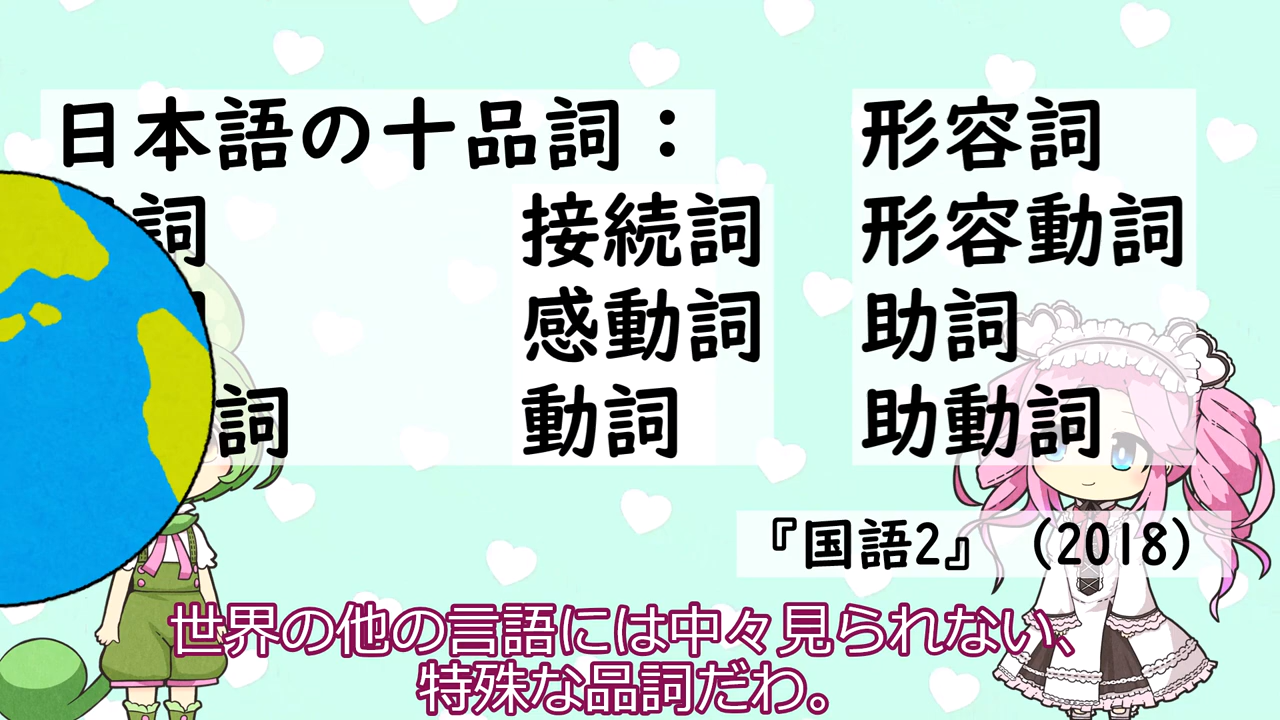 日本語の十品詞：
詞
詞
接続詞
感動詞
動詞
形容詞
形容動詞
助詞
助動詞
『国語2』（2018）
世界の他の言語には中々見られない、
特殊な品詞だわ。